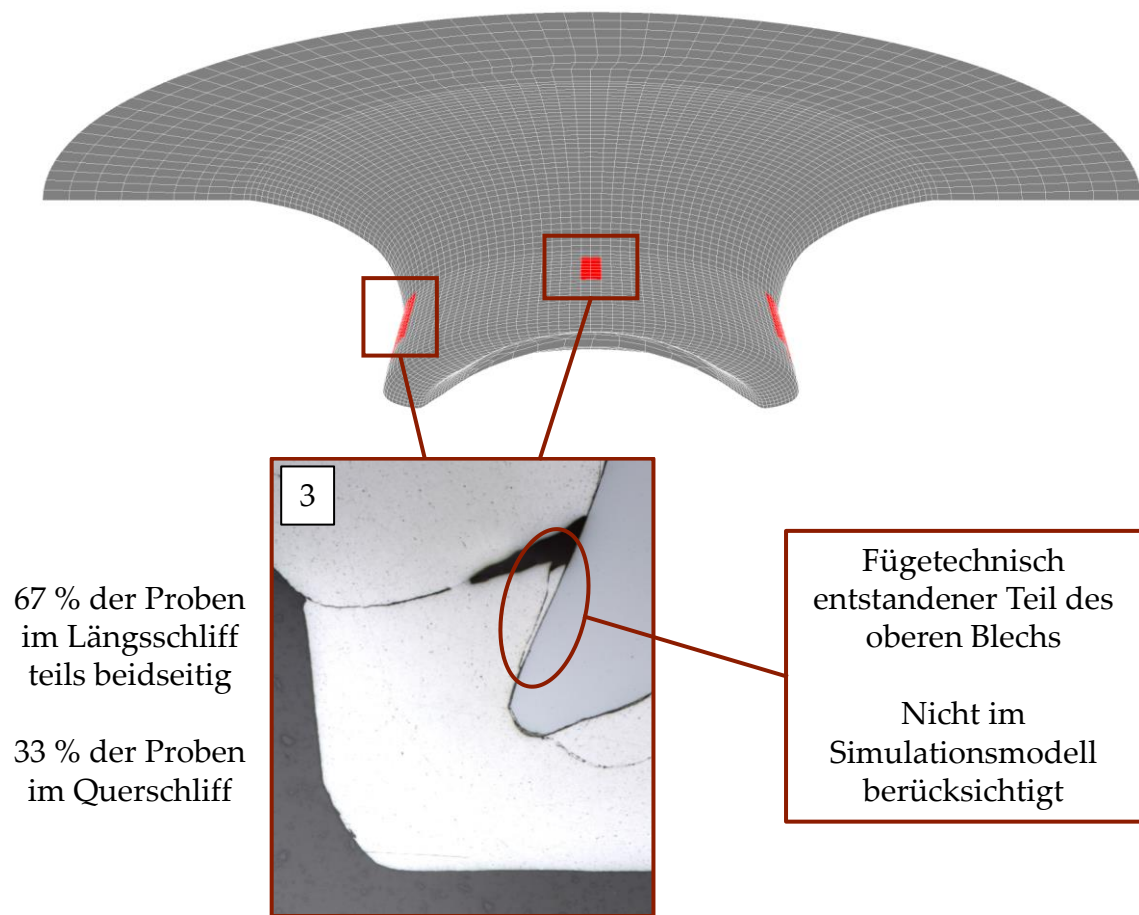 3
67 % der Proben
im Längsschliff
teils beidseitig
33 % der Proben
im Querschliff
Fügetechnisch
entstandener Teil des
oberen Blechs
Nicht im
Simulationsmodell
berücksichtigt